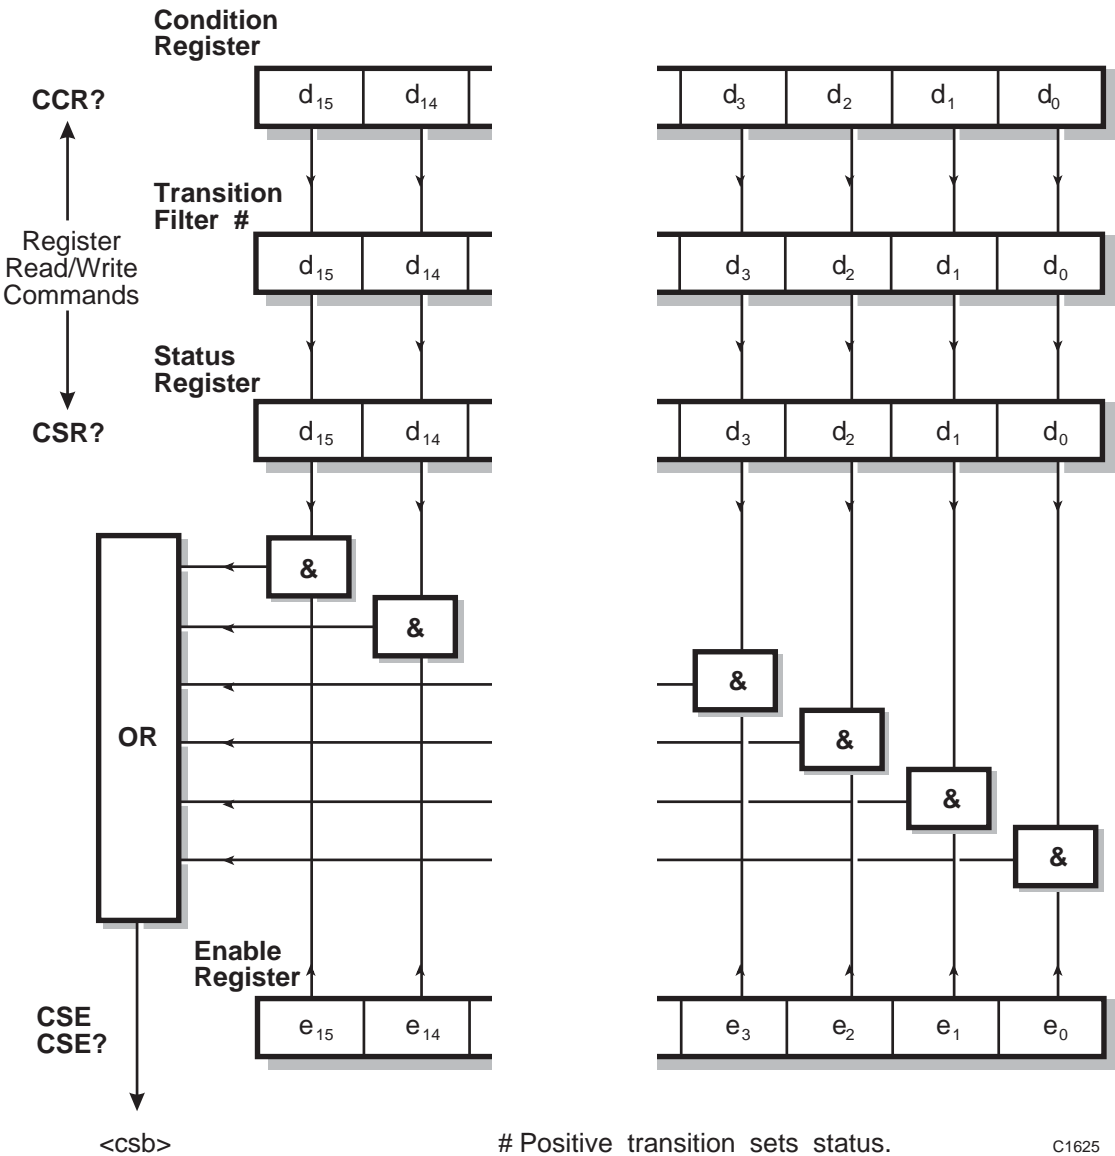 Condition
Register
CCR?
d15 d14 d3 d2 d1 d0
Transition
Filter #
Register
Read/Write
Commands
d15 d14 d3 d2 d1 d0
Status
Register
CSR?
d15 d14 d3 d2 d1 d0
&
&
&
OR
&
&
&
Enable
Register
CSE
CSE?
e15 e14 e3 e2 e1 e0
<csb>
# Positive transition sets status.
C1625